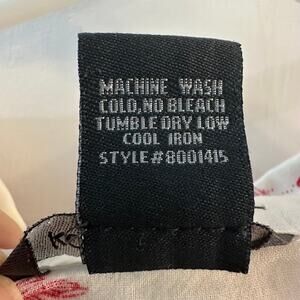 MACHINE WASH
COLD, NO BLEACH
TUMBLE DRY LOW
COOL IRON
STYLE#8001415